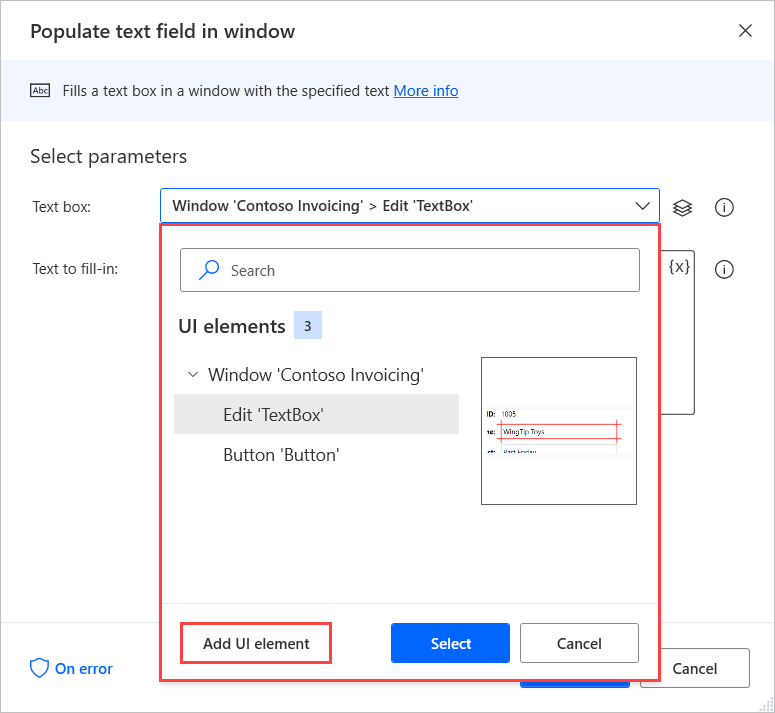 Populate text field in window
Abc Fills a text box in a window with the specified text More info
Select parameters
Text box: Window 'Contoso Invoicing' > Edit 'TextBox'
Text to fill-in: {x}
Search
UI elements 3
Window 'Contoso Invoicing'
Edit 'TextBox'
Button 'Button'
ID: 1005
ne: WingTip Toys
Add UI element Select Cancel
On error Cancel